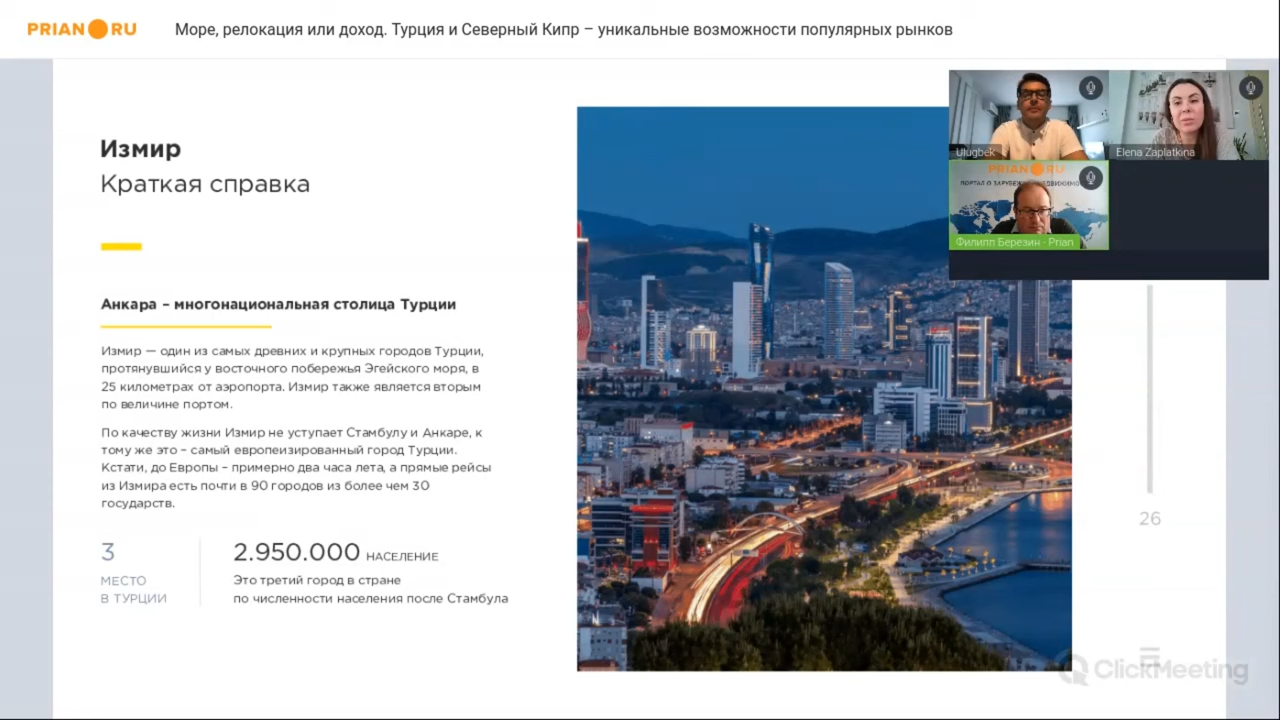 PRIAN RU
Море, релокация или доход. Турция и Северный Кипр – уникальные возможности популярных рынков
Измир
Краткая справка
Анкара – многонациональная столица Турции
Измир — один из самых древних и крупных городов Турции,
протянувшийся у восточного побережья Эгейского моря, в
25 километрах от аэропорта. Измир также является вторым
по величине портом.
По качеству жизни Измир не уступает Стамбулу и Анкаре, к
тому же это – самый европеизированный город Турции.
Кстати, до Европы – примерно два часа лета, а прямые рейсы
из Измира есть почти в 90 городов из более чем 30
государств.
3
МЕСТО
В ТУРЦИИ
2.950.000 НАСЕЛЕНИЕ
Это третий город в стране
по численности населения после Стамбула
Ulugbek
Elena Zaplatkina
PRIAN RU
Филипп Березин - Prian
26
ClickMeeting